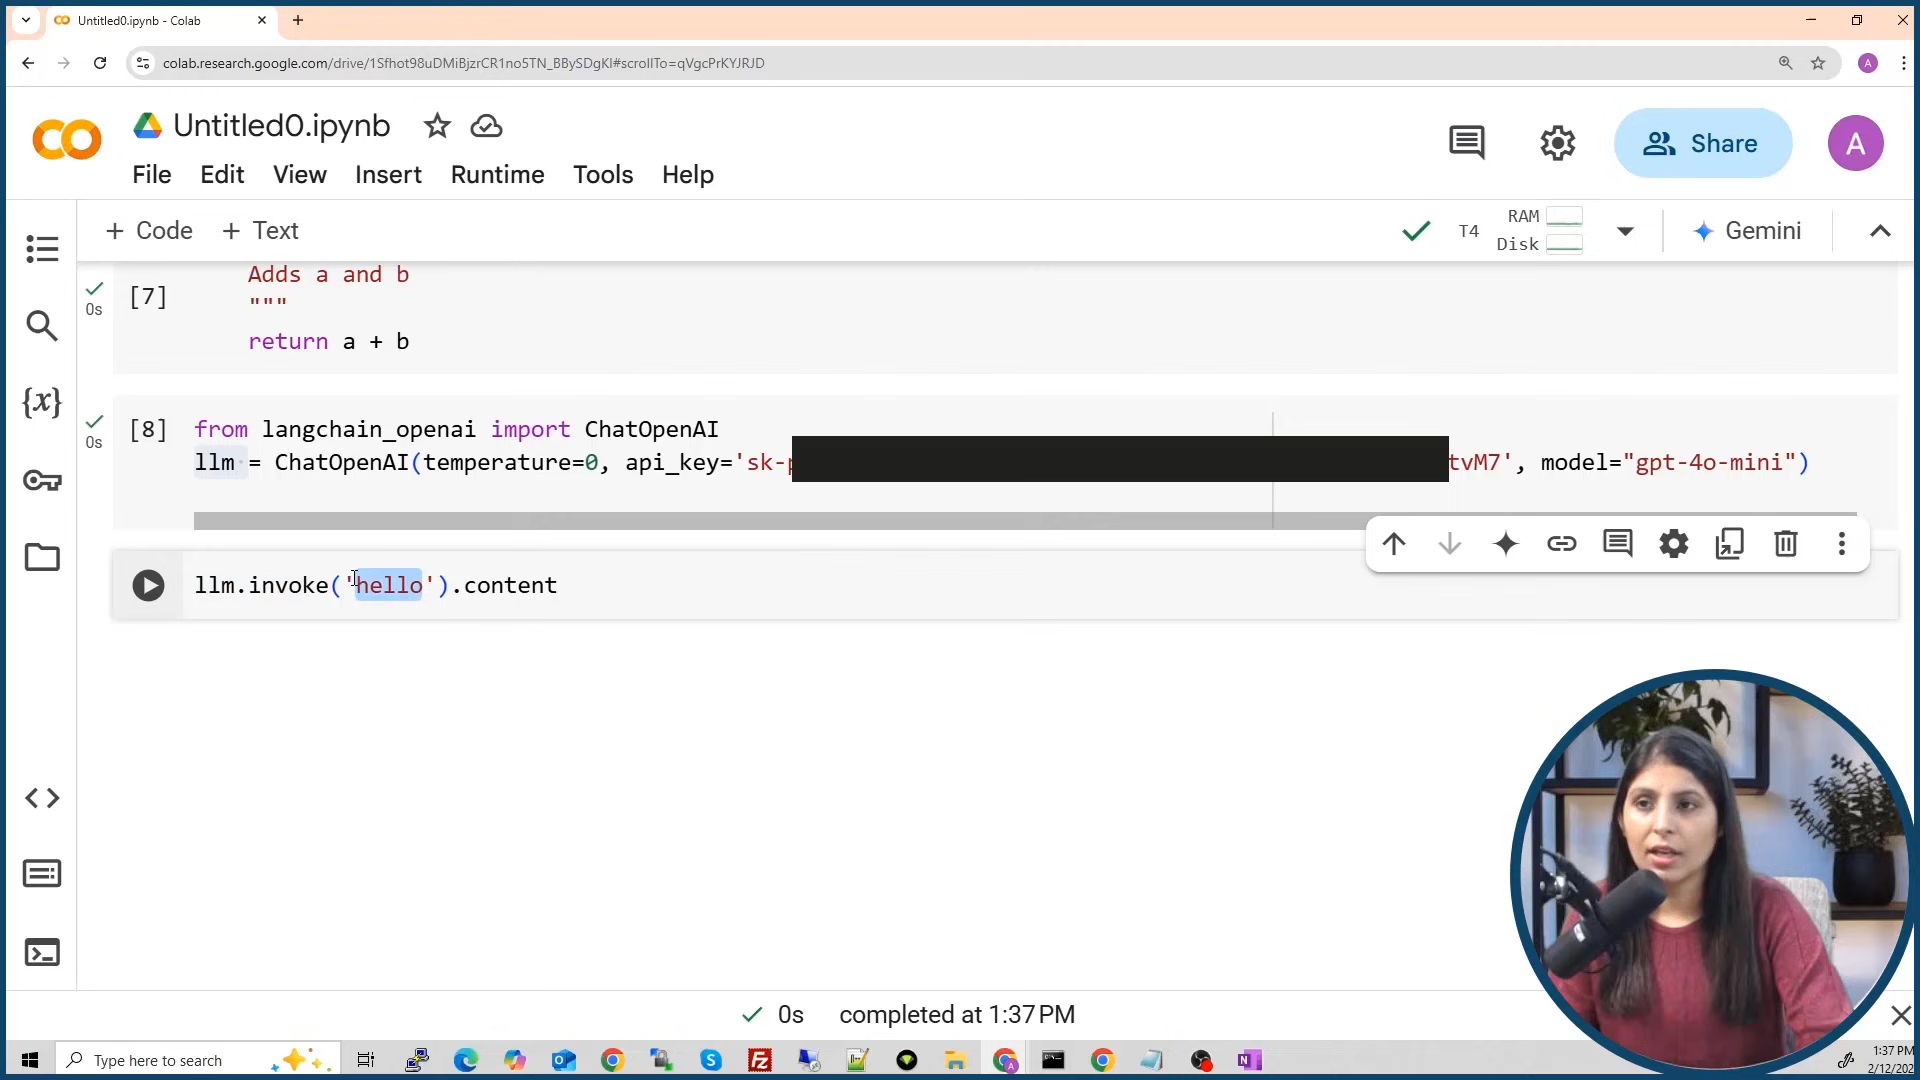 Untitled0.ipynb - Colab
colab.research.google.com/drive/1Sfhot98uDMiBjzrCR1no5TN_BBySDgKl#scrollTo=qVgcPrKYJRJD
A
Untitled0.ipynb
Share
A
File Edit View Insert Runtime Tools Help
+ Code + Text
T4
RAM
Disk
Gemini
0s
[7]
Adds a and b
"""
return a + b
0s
[8]
from langchain_openai import ChatOpenAI
llm = ChatOpenAI(temperature=0, api_key='sk-p tvM7', model="gpt-4o-mini")
llm.invoke('hello').content
0s completed at 1:37 PM
Type here to search
1:37 PM
2/12/202